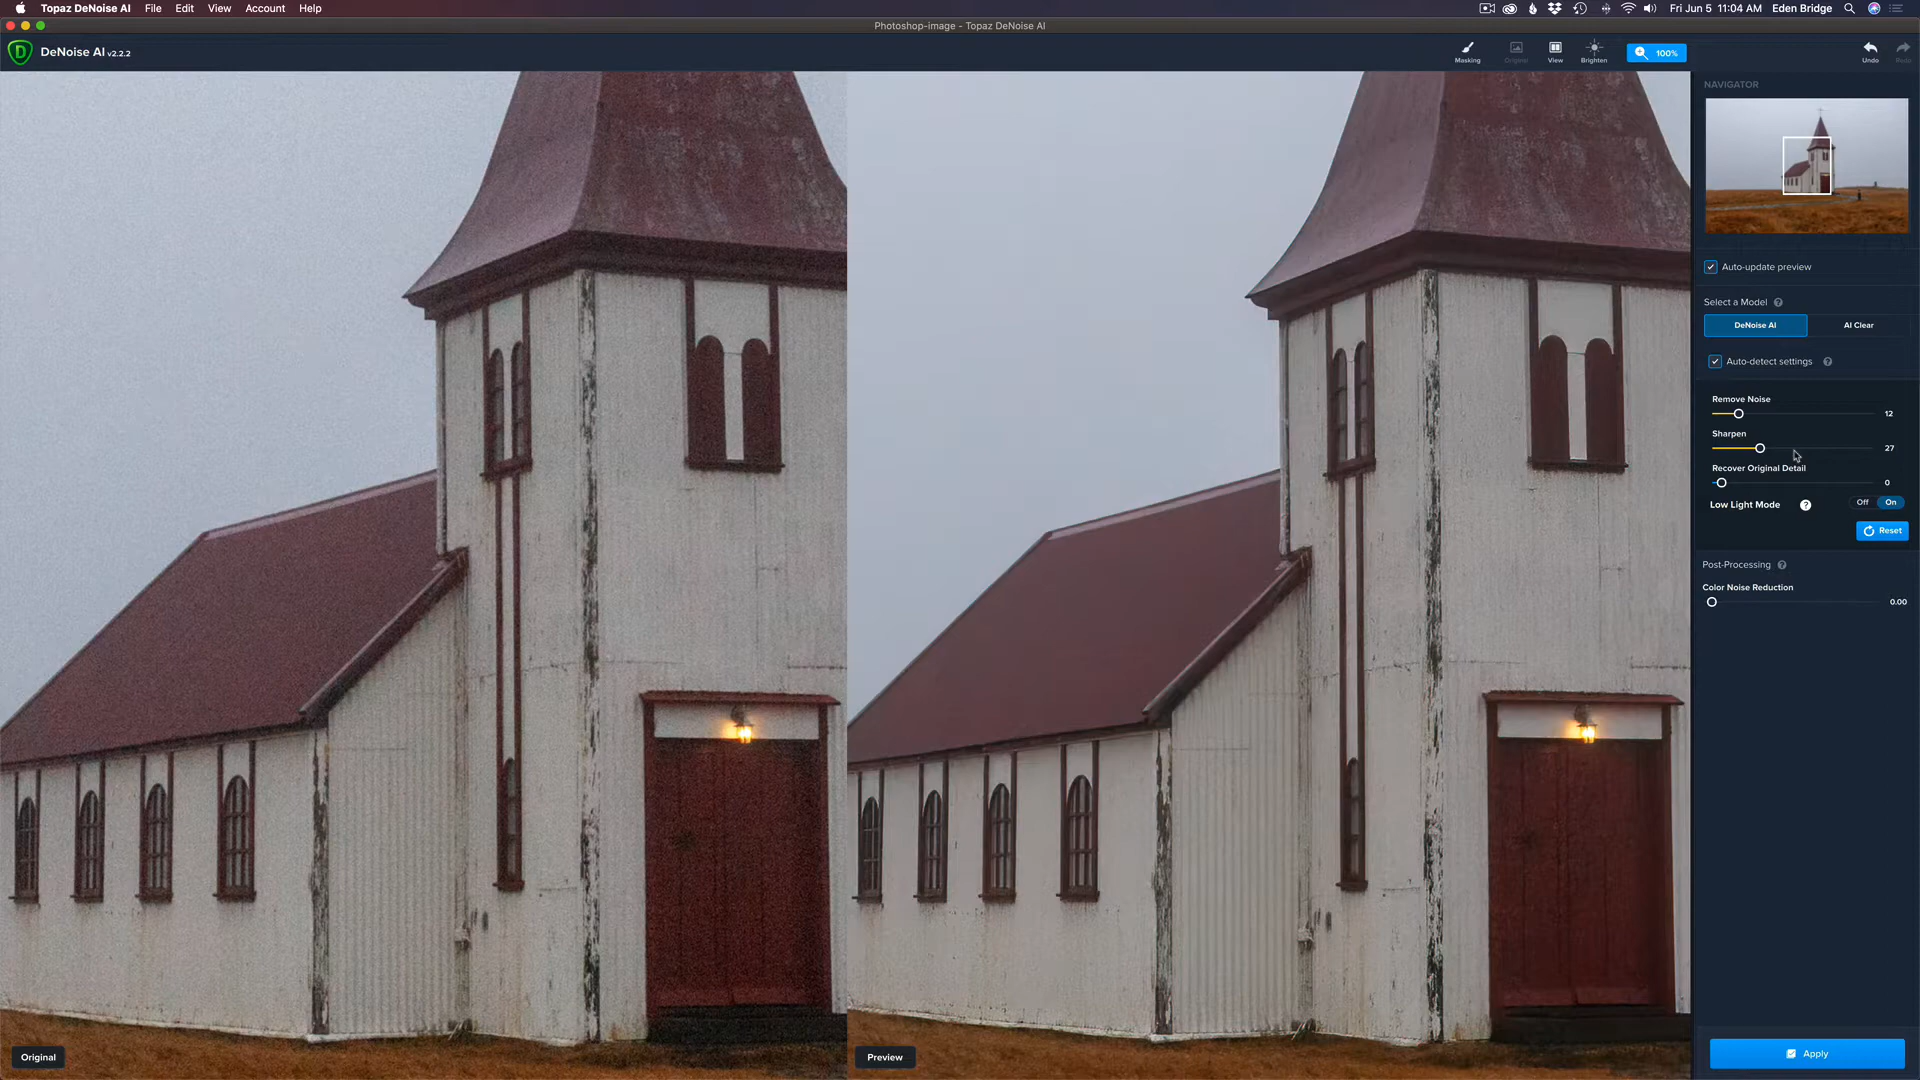 Topaz DeNoise AI File Edit View Account Help Fri Jun 5 11:04 AM Eden Bridge
Photoshop-image - Topaz DeNoise AI
D DeNoise AI v2.2.2
Masking Original View Brighten 100% Undo Redo
NAVIGATOR
Auto-update preview
Select a Model ?
DeNoise AI AI Clear
Auto-detect settings ?
Remove Noise
12
Sharpen
27
Recover Original Detail
0
Low Light Mode ? Off On
Reset
Post-Processing ?
Color Noise Reduction
0.00
Original Preview Apply